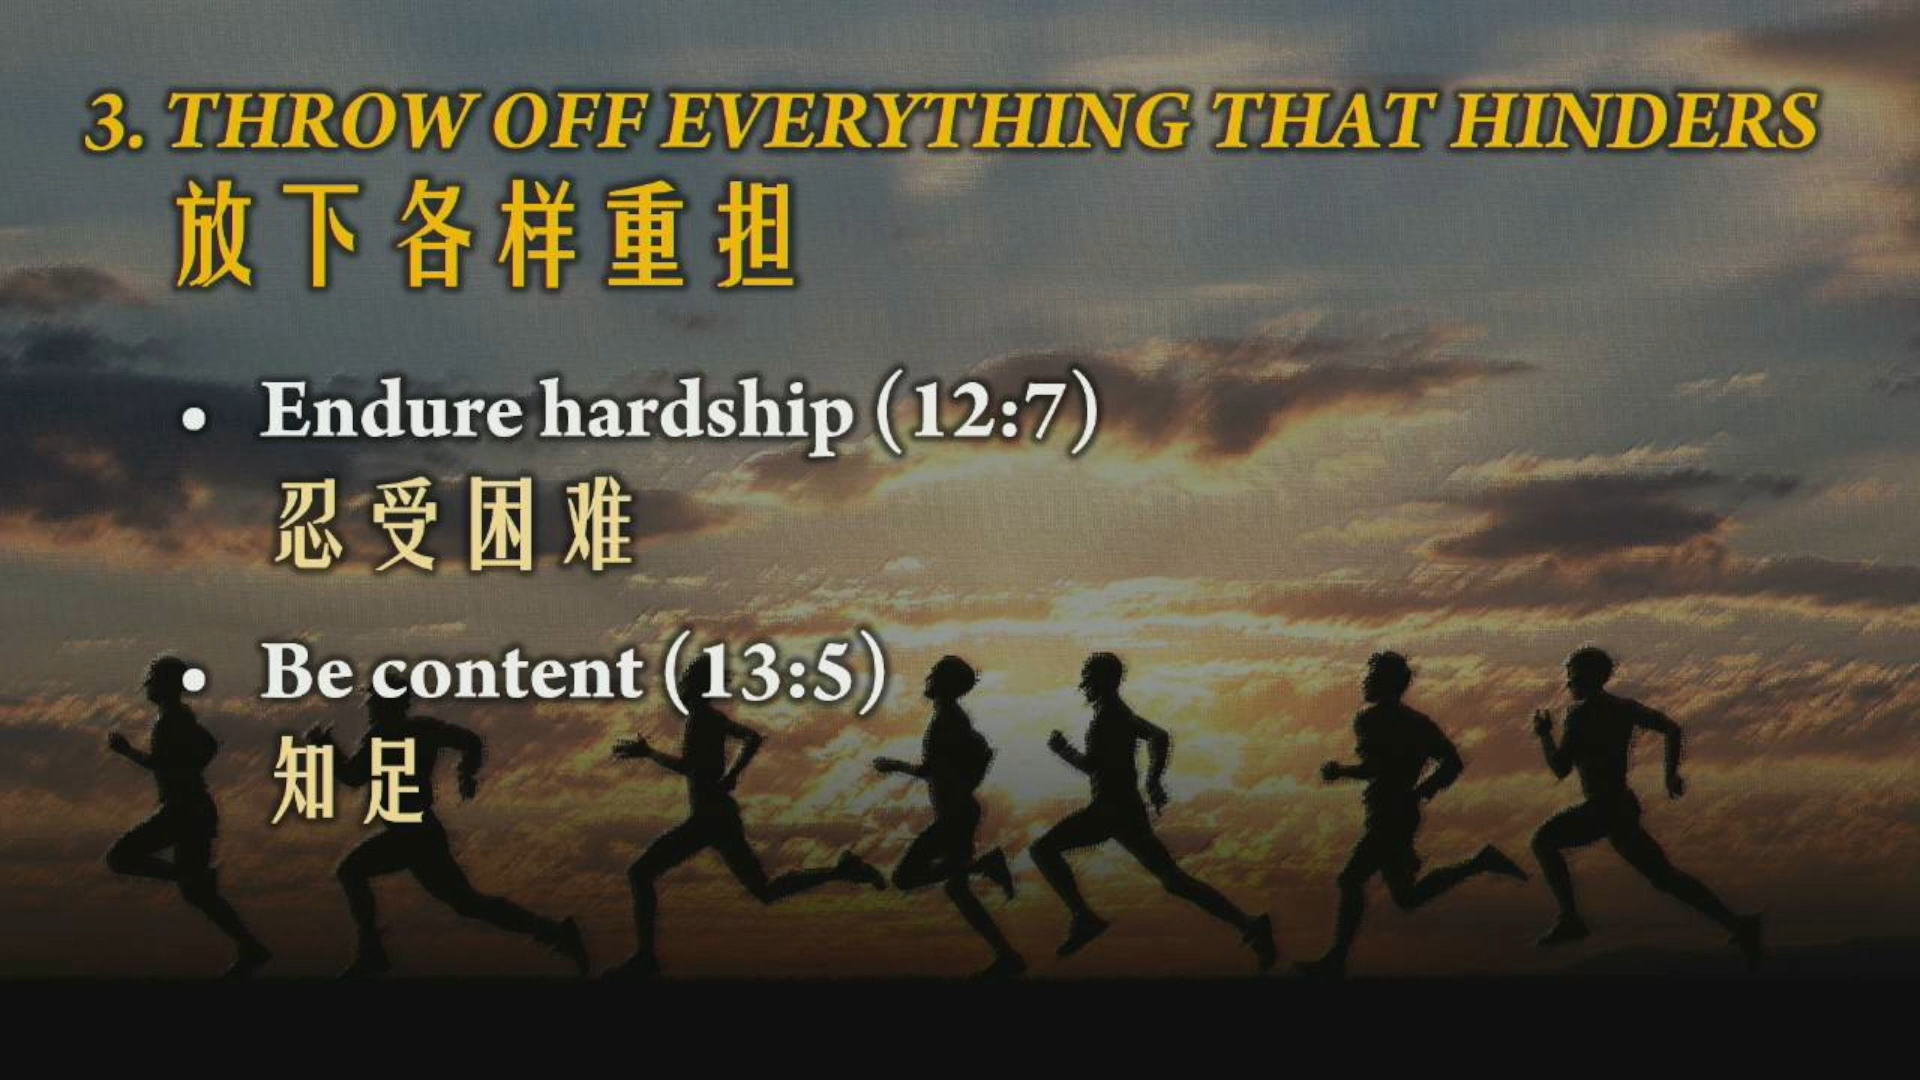 3. THROW OFF EVERYTHING THAT HINDERS
放下各样重担
• Endure hardship (12:7)
忍受困难
• Be content (13:5)
知足